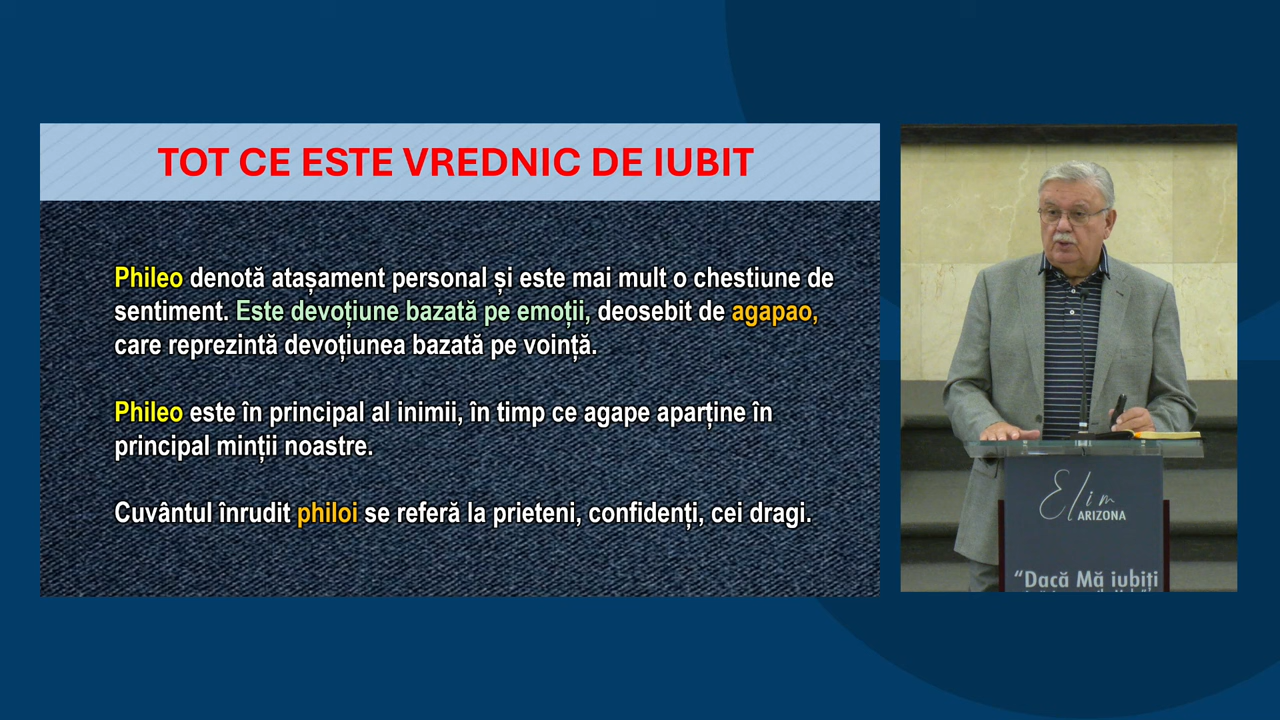 TOT CE ESTE VREDNIC DE IUBIT
Phileo denotă atașament personal și este mai mult o chestiune de
sentiment. Este devoțiune bazată pe emoții, deosebit de agapao,
care reprezintă devoțiunea bazată pe voință.
Phileo este în principal al inimii, în timp ce agape aparține în
principal minții noastre.
Cuvântul înrudit philoi se referă la prieteni, confidenți, cei dragi.
Elim
ARIZONA
“Dacă Mă iubiți